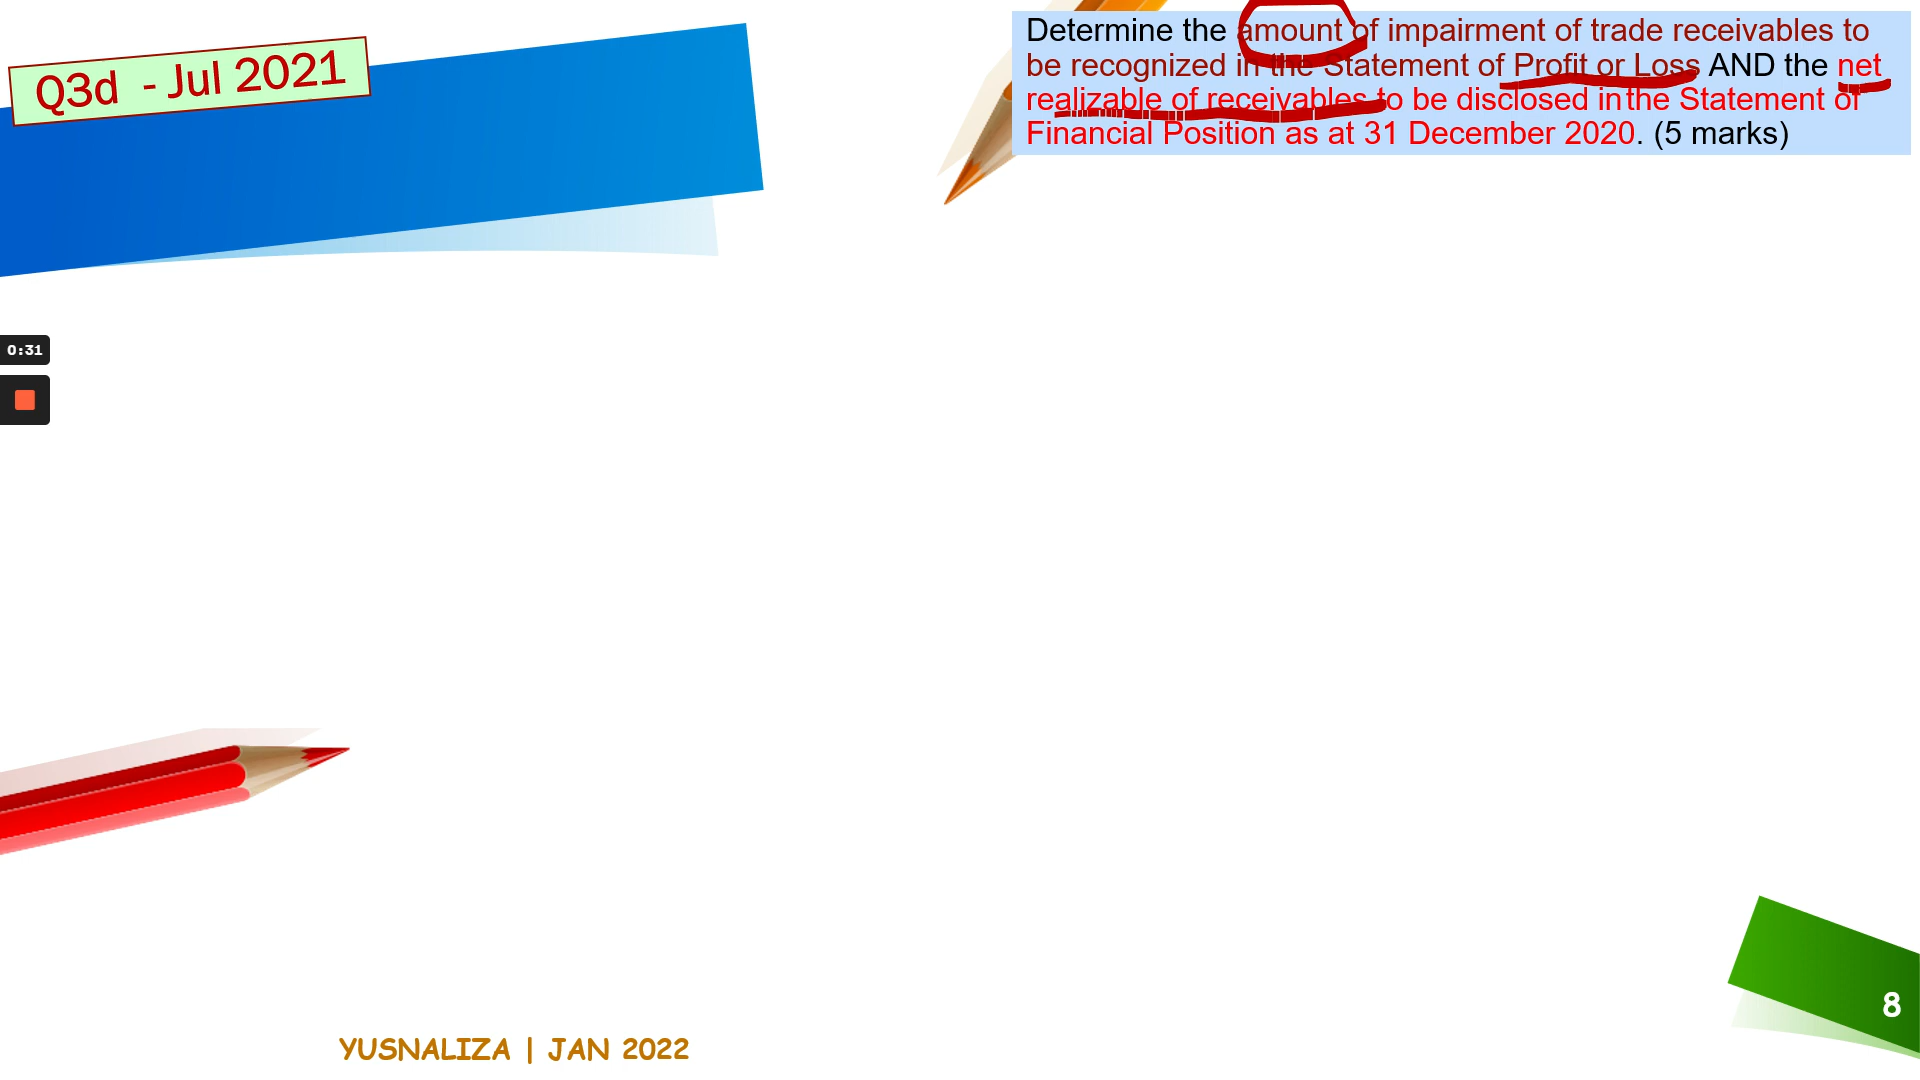 Q3d - Jul 2021
Determine the amount of impairment of trade receivables to
be recognized in the Statement of Profit or Loss AND the net
realizable of receivables to be disclosed in the Statement of
Financial Position as at 31 December 2020. (5 marks)
0:31
8
YUSNALIZA | JAN 2022